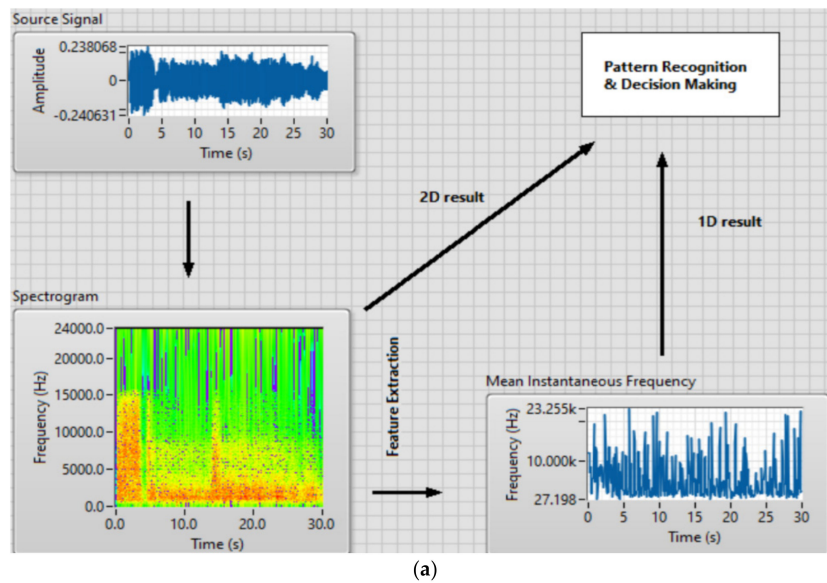 Source Signal
0.238068
0
-0.240631
Amplitude
0 5 10 15 20 25 30
Time (s)
Pattern Recognition
& Decision Making
2D result
1D result
Spectrogram
24000.0
20000.0
15000.0
10000.0
5000.0
0.0
Frequency (Hz)
0.0 10.0 20.0 30.0
Time (s)
Feature Extraction
Mean Instantaneous Frequency
23.255k
10.000k
27.198
Frequency (Hz)
0 5 10 15 20 25 30
Time (s)
(a)